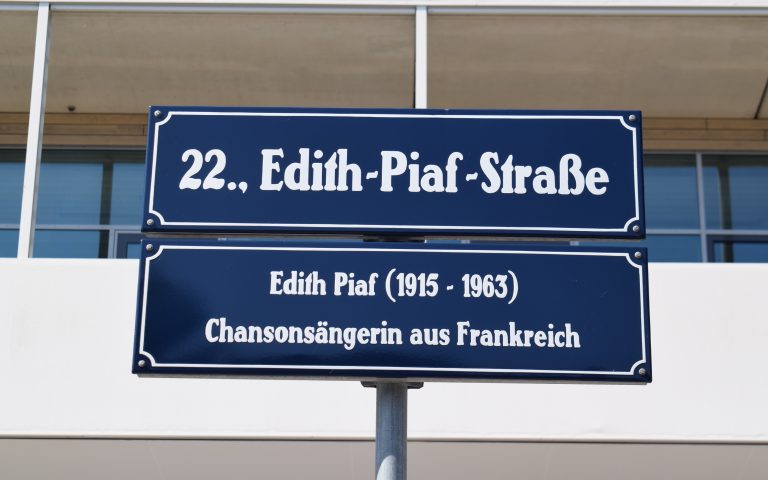 22., Edith-Piaf-Straße
Edith Piaf (1915 - 1963)
Chansonsängerin aus Frankreich